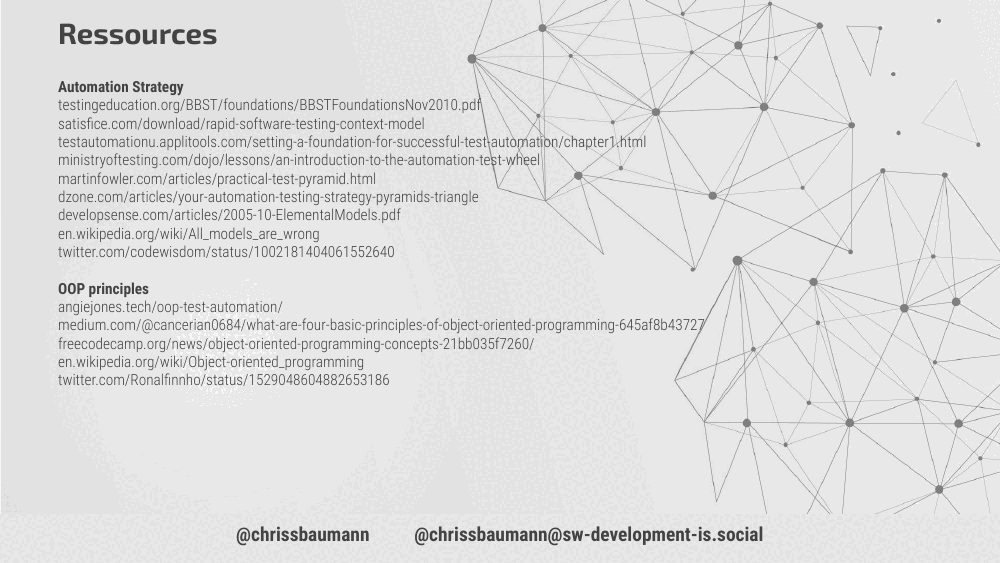 Ressources
Automation Strategy
testingeducation.org/BBST/foundations/BBSTFoundationsNov2010.pdf
satisfice.com/download/rapid-software-testing-context-model
testautomationu.applitools.com/setting-a-foundation-for-successful-test-automation/chapter1.html
ministryoftesting.com/dojo/lessons/an-introduction-to-the-automation-test-wheel
martinfowler.com/articles/practical-test-pyramid.html
dzone.com/articles/your-automation-testing-strategy-pyramids-triangle
developsense.com/articles/2005-10-ElementalModels.pdf
en.wikipedia.org/wiki/All_models_are_wrong
twitter.com/codewisdom/status/1002181404061552640
OOP principles
angiejones.tech/oop-test-automation/
medium.com/@cancerian0684/what-are-four-basic-principles-of-object-oriented-programming-645af8b43727
freecodecamp.org/news/object-oriented-programming-concepts-21bb035f7260/
en.wikipedia.org/wiki/Object-oriented_programming
twitter.com/Ronalfinnho/status/1529048604882653186
@chrissbaumann @chrissbaumann@sw-development-is.social